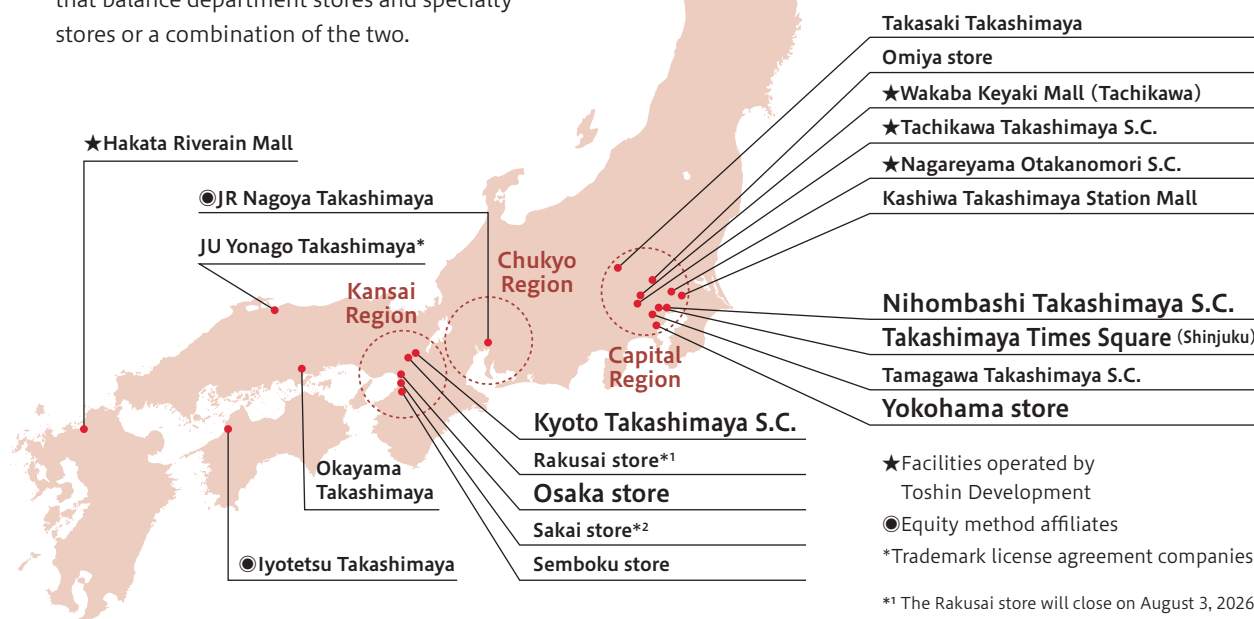 that balance department stores and specialty
stores or a combination of the two.
★Hakata Riverain Mall
◉JR Nagoya Takashimaya
JU Yonago Takashimaya*
Kansai
Region
Chukyo
Region
Capital
Region
Takasaki Takashimaya
Omiya store
★Wakaba Keyaki Mall (Tachikawa)
★Tachikawa Takashimaya S.C.
★Nagareyama Otakanomori S.C.
Kashiwa Takashimaya Station Mall
Nihombashi Takashimaya S.C.
Takashimaya Times Square (Shinjuku)
Tamagawa Takashimaya S.C.
Yokohama store
Kyoto Takashimaya S.C.
Rakusai store*¹
Osaka store
Sakai store*²
Semboku store
Okayama
Takashimaya
◉Iyotetsu Takashimaya
★Facilities operated by
Toshin Development
◉Equity method affiliates
*Trademark license agreement companies
*¹ The Rakusai store will close on August 3, 2026